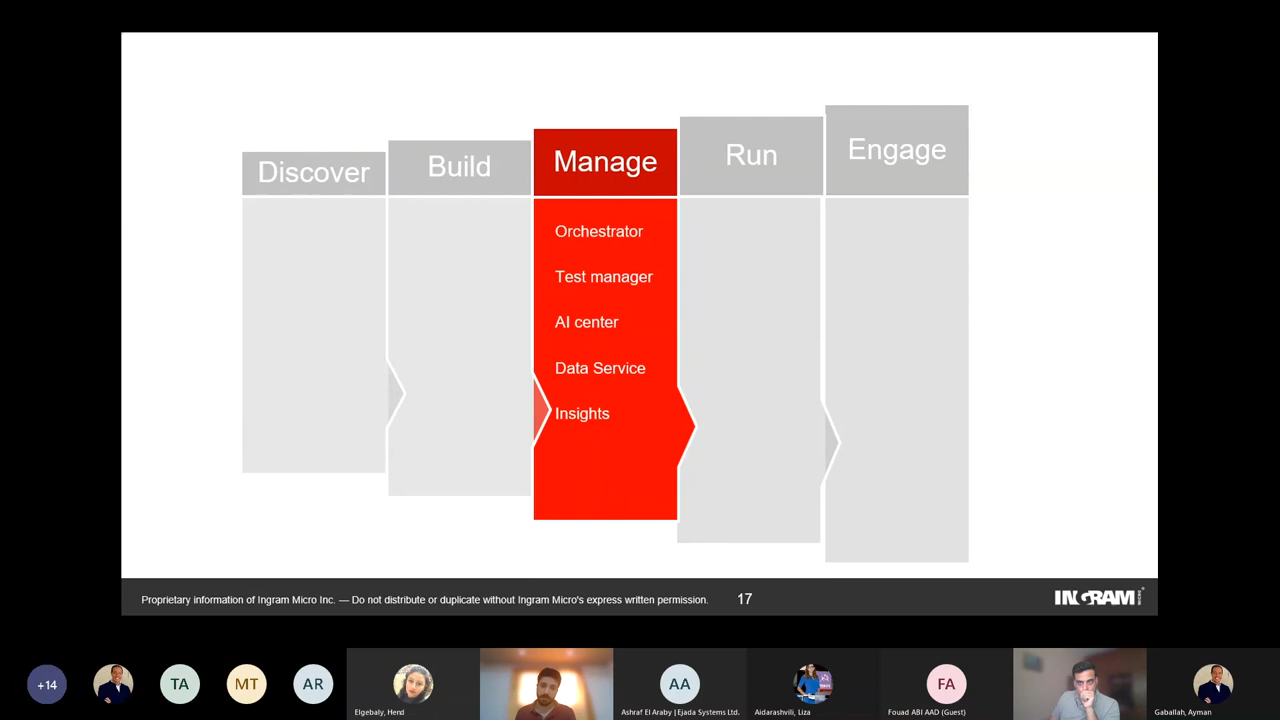 Discover
Build
Manage
Run
Engage
Orchestrator
Test manager
AI center
Data Service
Insights
Proprietary information of Ingram Micro Inc. — Do not distribute or duplicate without Ingram Micro's express written permission.
17
INGRAM MICRO
+14
TA
MT
AR
Elgebaly, Hend
AA
Ashraf El Araby | Ejada Systems Ltd.
Aidarashvili, Liza
FA
Fouad ABI AAD (Guest)
Gaballah, Ayman